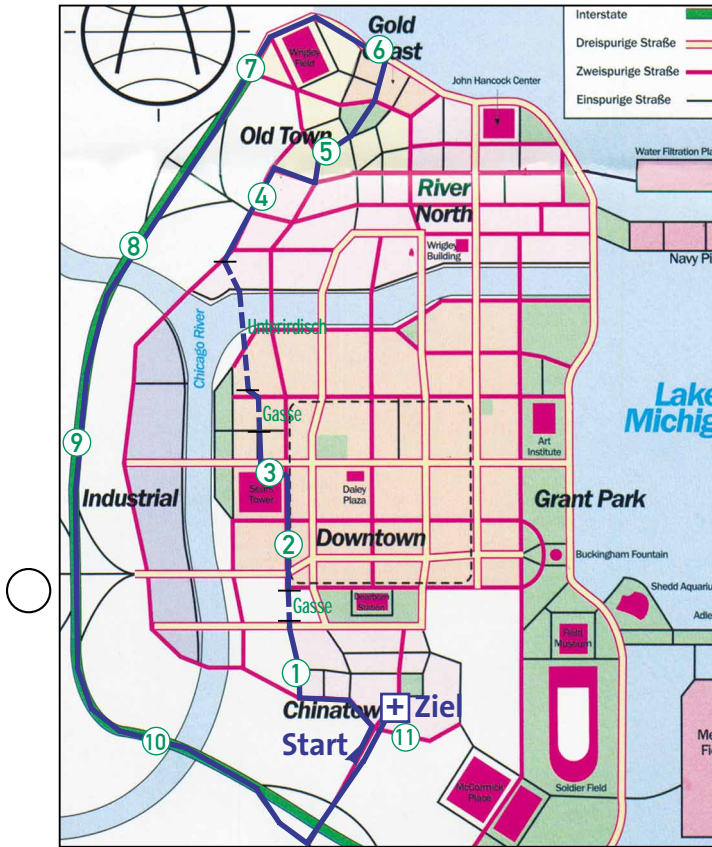 Interstate
Dreispurige Straße
Zweispurige Straße
Einspurige Straße
Gold
6
Wrigley
Field
7
John Hancock Center
Old Town
5
Water Filtration Pla
4
River
North
8
Wrigley
Building
Navy Pi
Unterirdisch
Chicago River
Lake
Michig
Gasse
9
3
Art
Institute
Sears
Tower
Daley
Plaza
Industrial
Grant Park
2
Downtown
Buckingham Fountain
Shedd Aquariu
Dearborn
Station
Gasse
Adle
Field
Museum
1
Chinatow
+ Ziel
10
Start
11
Me
Fie
McCormick
Place
Soldier Field